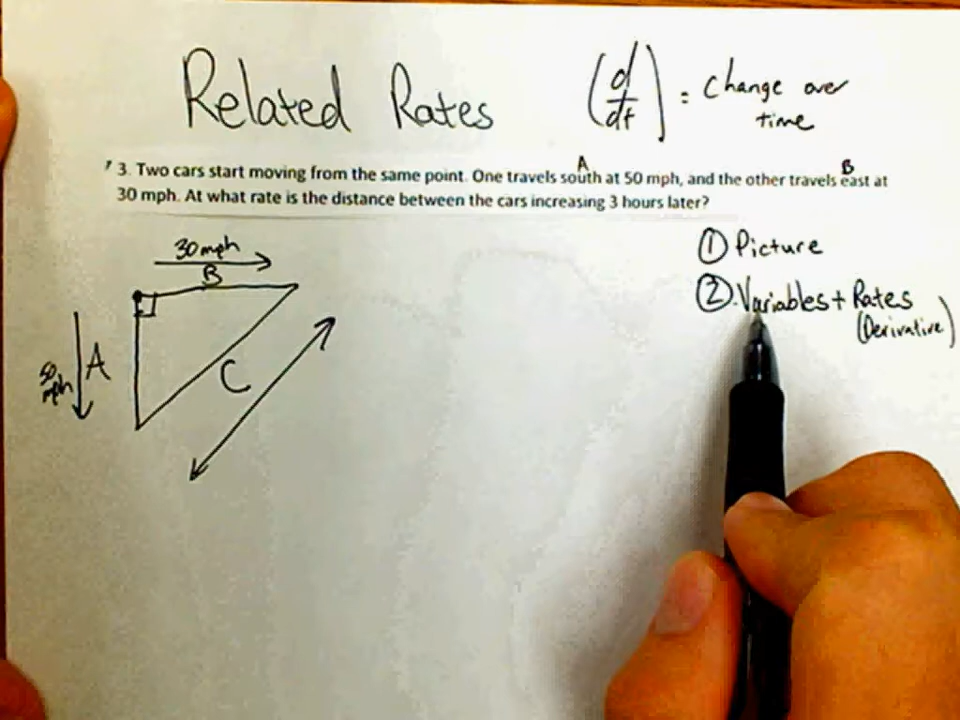 Related Rates (d/dt) = Change over time
A B
3. Two cars start moving from the same point. One travels south at 50 mph, and the other travels east at
30 mph. At what rate is the distance between the cars increasing 3 hours later?
① Picture
② Variables + Rates
(Derivative)
30mph
B
50 mph
A
C